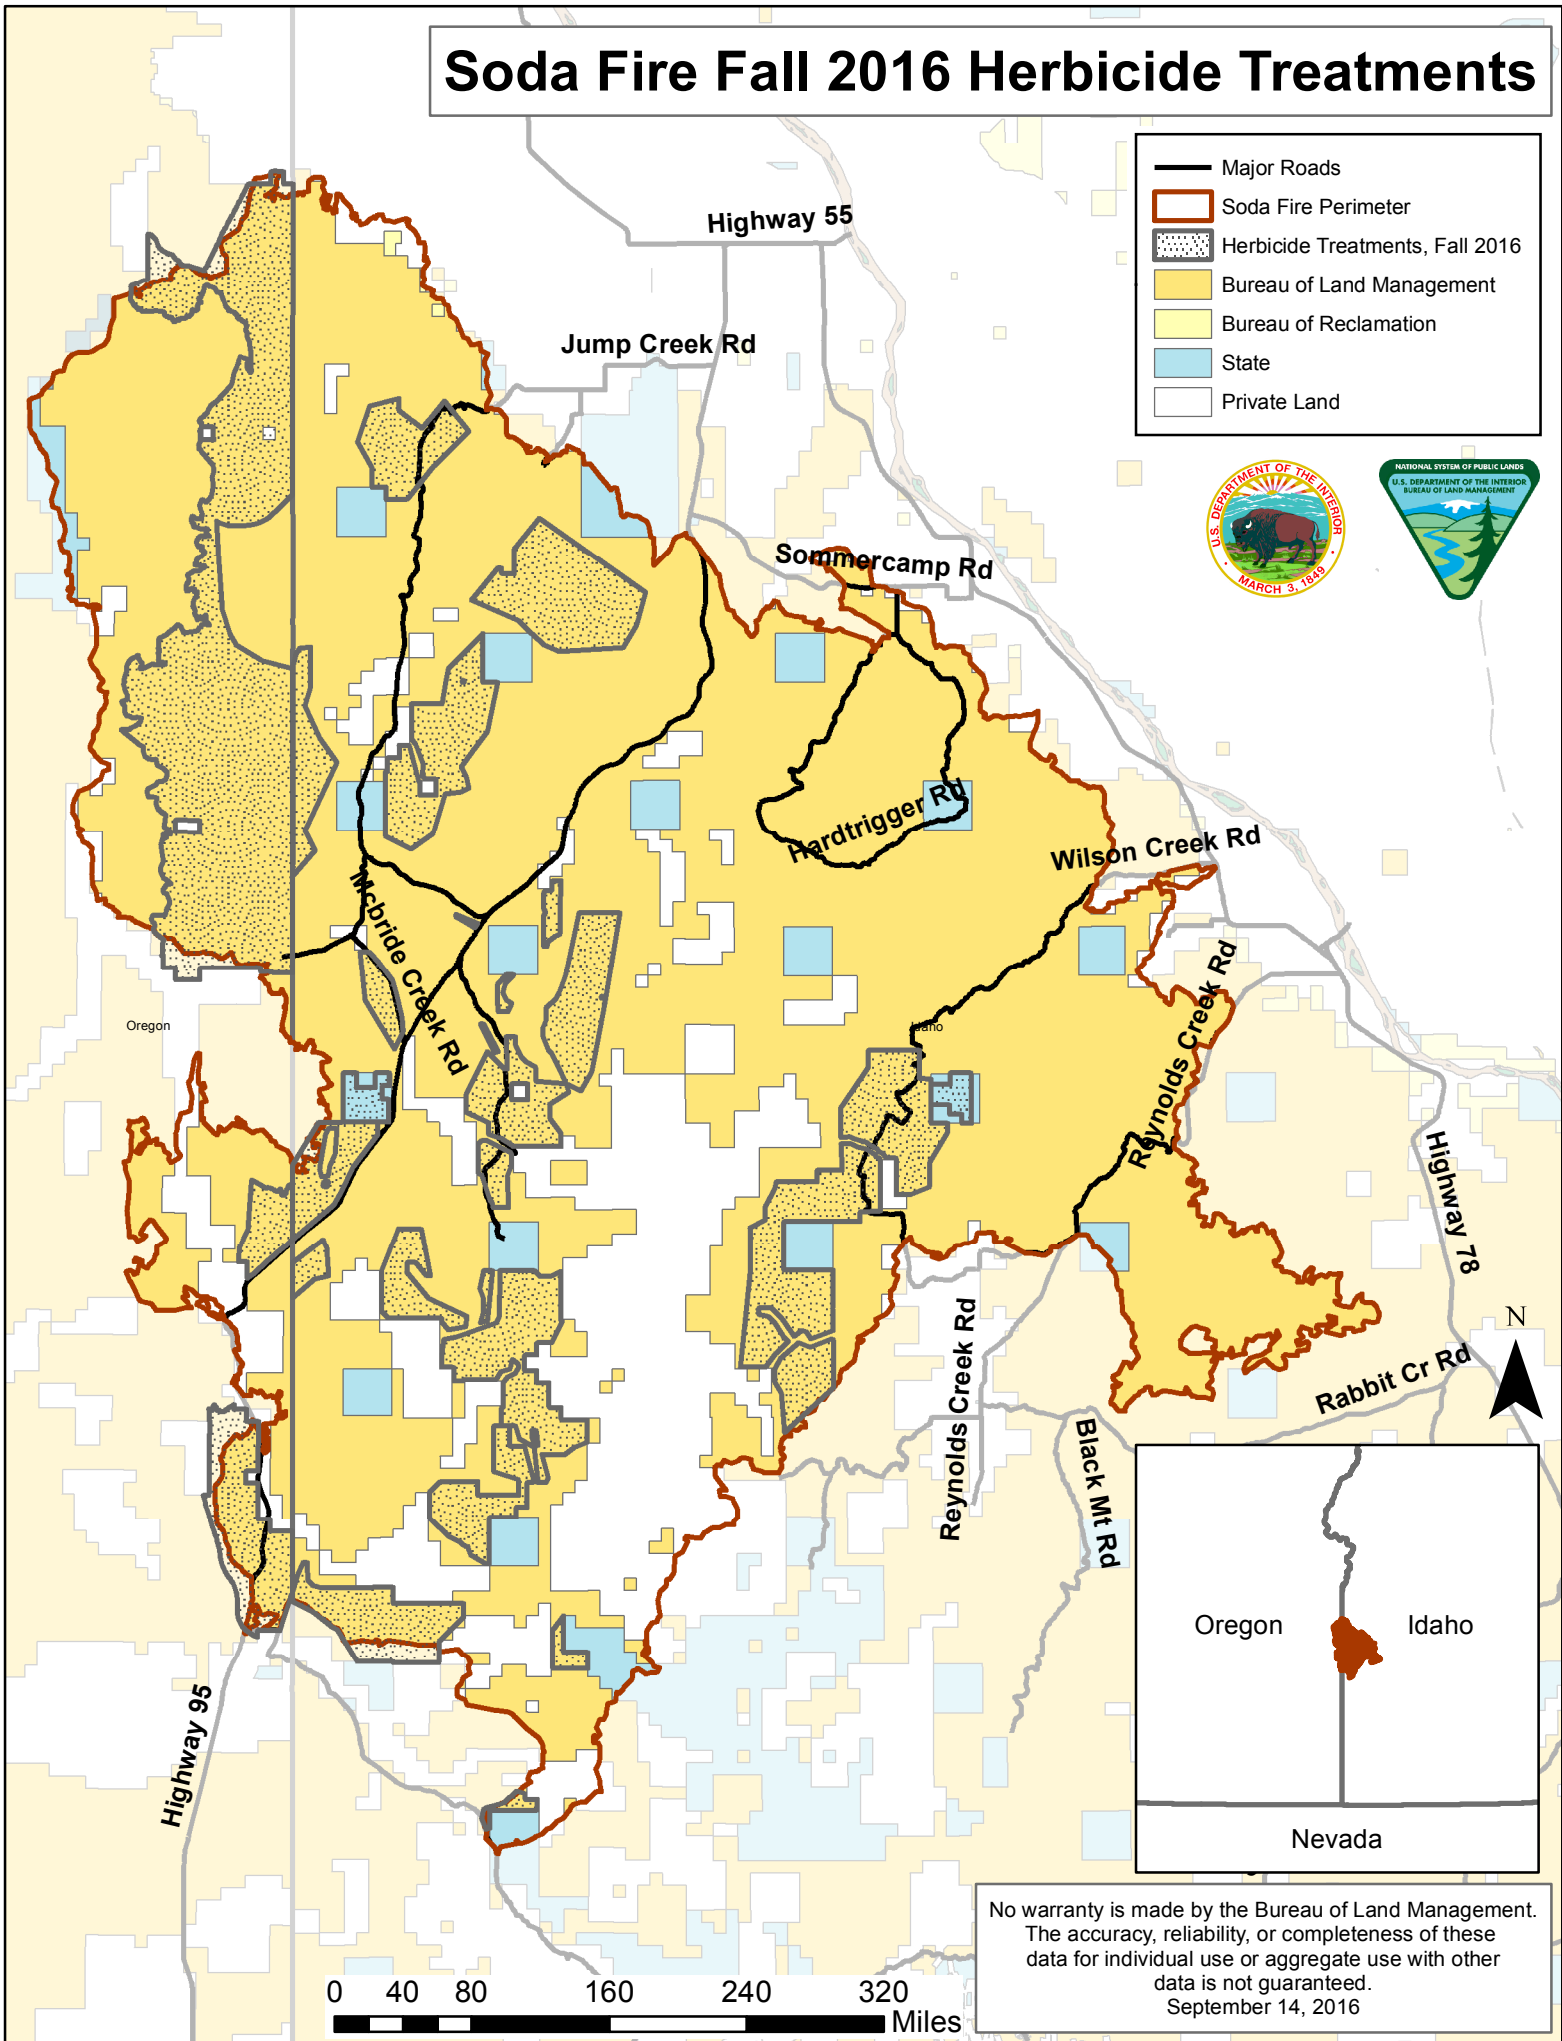 Soda Fire Fall 2016 Herbicide Treatments
Major Roads
Soda Fire Perimeter
Herbicide Treatments, Fall 2016
Bureau of Land Management
Bureau of Reclamation
State
Private Land
U.S. DEPARTMENT OF THE INTERIOR
MARCH 3, 1849
NATIONAL SYSTEM OF PUBLIC LANDS
U.S. DEPARTMENT OF THE INTERIOR
BUREAU OF LAND MANAGEMENT
Highway 55
Jump Creek Rd
Sommercamp Rd
Hardtrigger Rd
Wilson Creek Rd
Mcbride Creek Rd
Reynolds Creek Rd
Oregon
Idaho
Highway 78
Reynolds Creek Rd
Rabbit Cr Rd
Black Mt Rd
Highway 95
N
Oregon
Idaho
Nevada
0 40 80 160 240 320
Miles
No warranty is made by the Bureau of Land Management.
The accuracy, reliability, or completeness of these
data for individual use or aggregate use with other
data is not guaranteed.
September 14, 2016